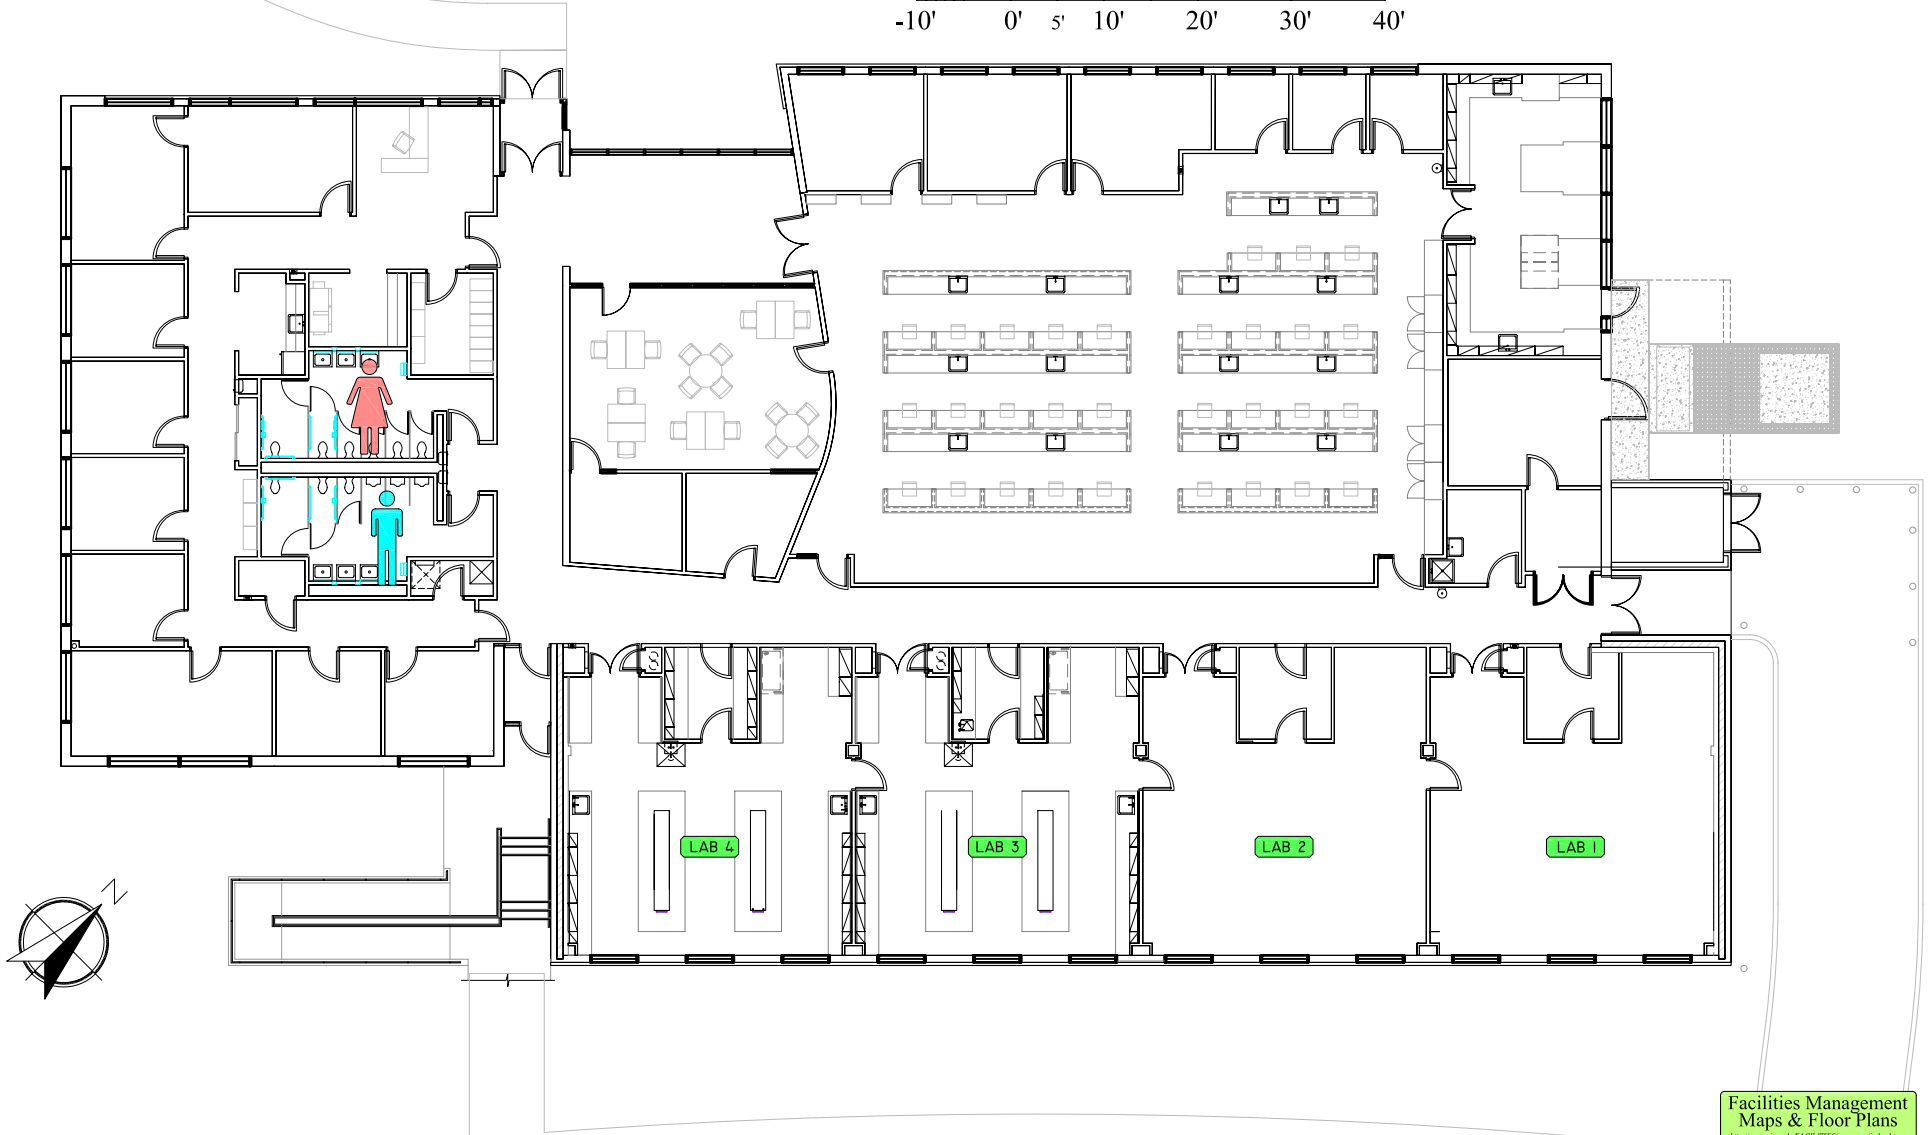 -10' 0' 5' 10' 20' 30' 40'
LAB 4 LAB 3 LAB 2 LAB 1
N
Facilities Management
Maps & Floor Plans